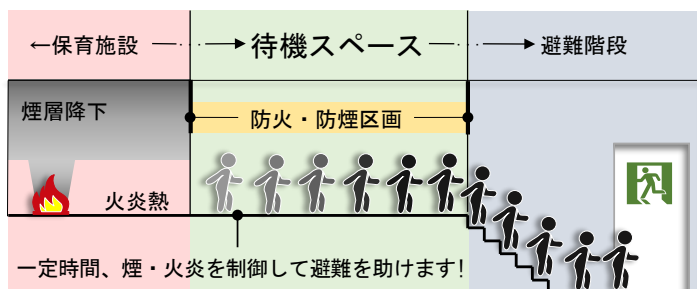 ←保育施設
待機スペース
避難階段
煙層降下
防火・防煙区画
火炎熱
一定時間、煙・火炎を制御して避難を助けます!